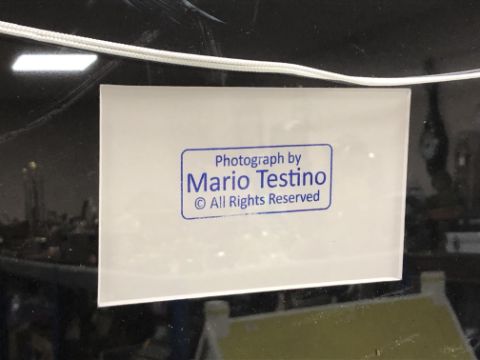 Photograph by
Mario Testino
© All Rights Reserved